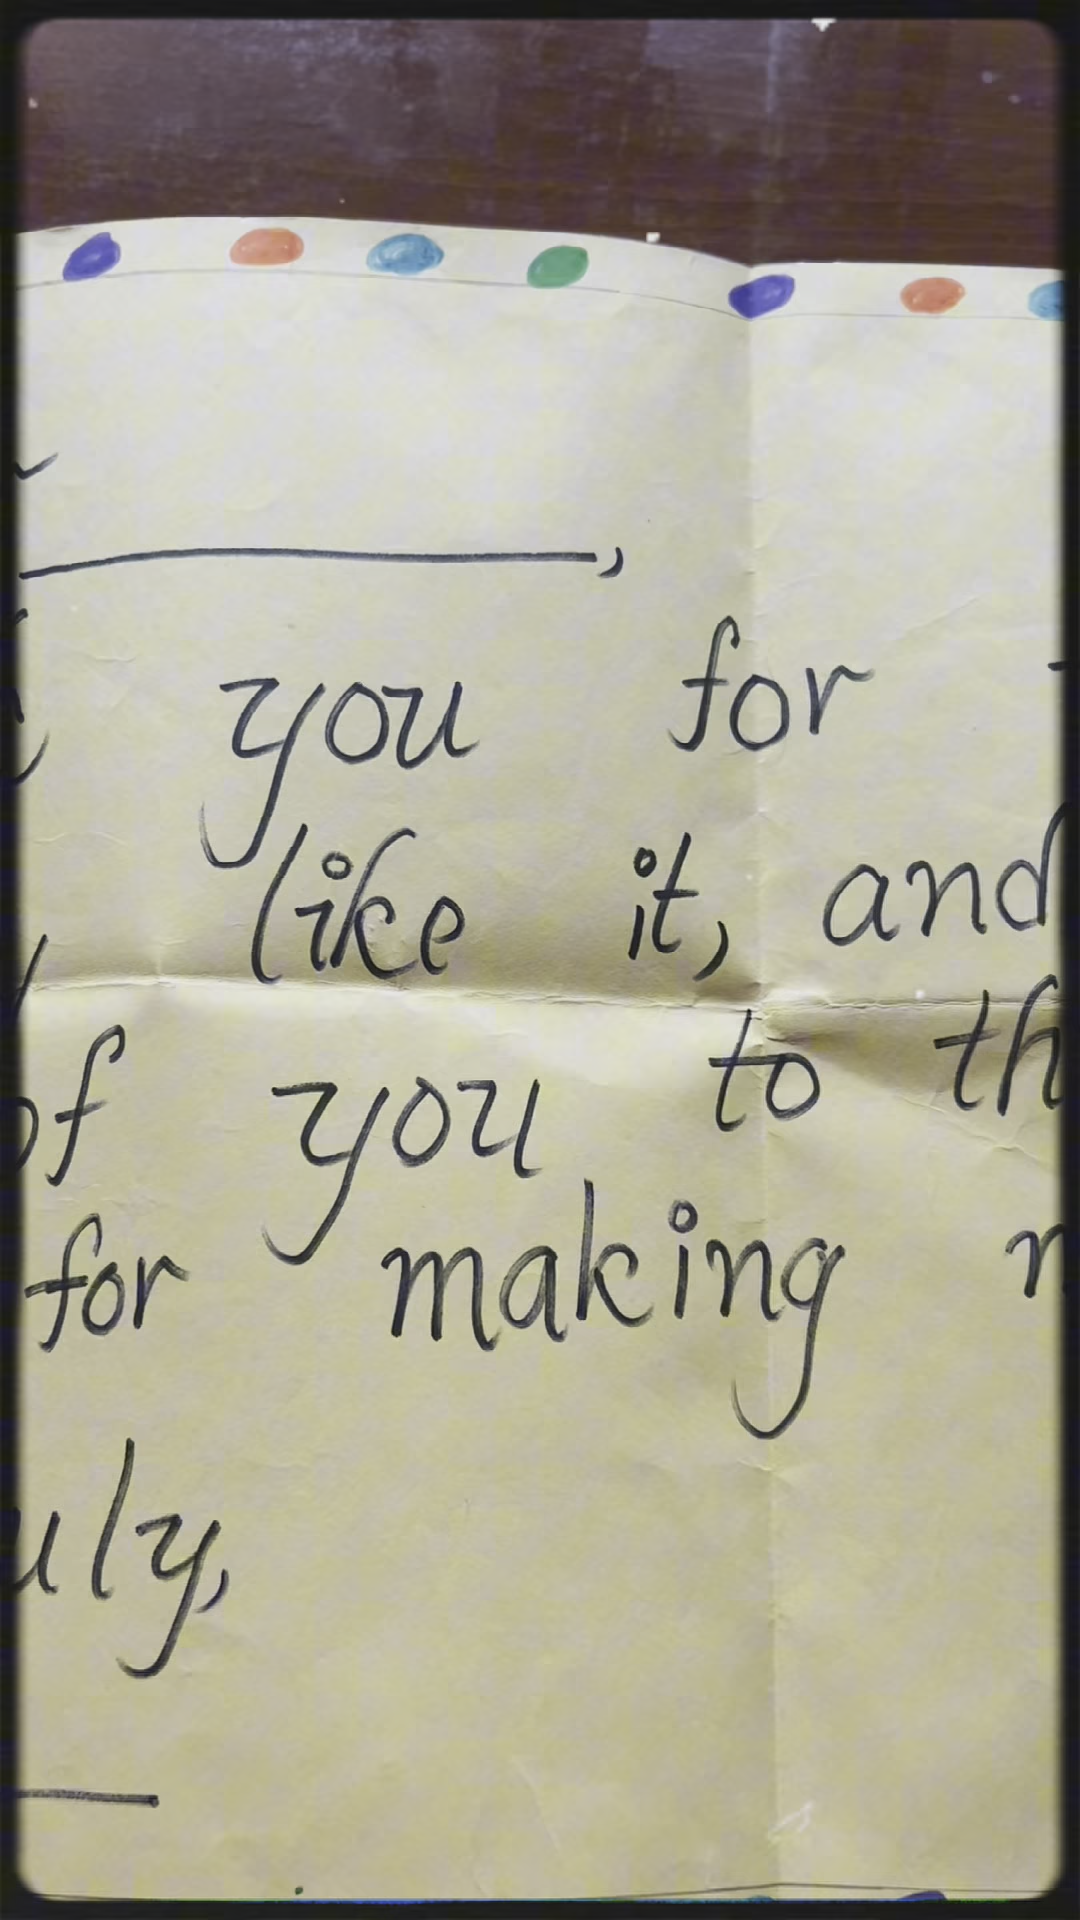 you for
like it, and
of you to th
for making
uly,